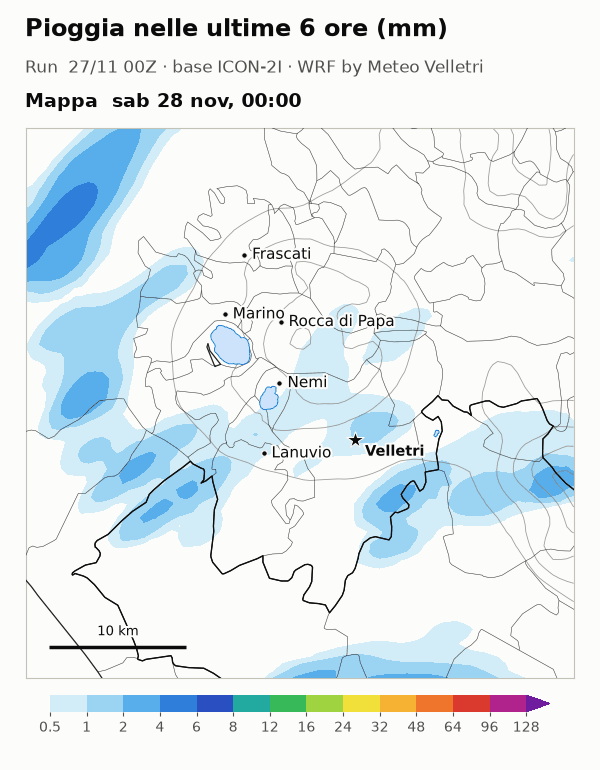 Pioggia nelle ultime 6 ore (mm)
Run  27/11 00Z · base ICON-2I · WRF by Meteo Velletri
Mappa  sab 28 nov, 00:00
Frascati
Marino
Rocca di Papa
Nemi
Velletri
Lanuvio
10 km
0.5 1 2 4 6 8 12 16 24 32 48 64 96 128